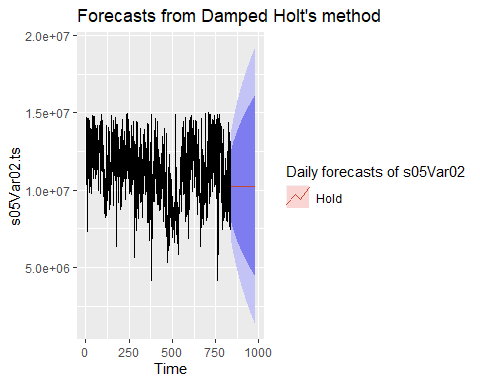 Forecasts from Damped Holt's method
2.0e+07
1.5e+07
1.0e+07
5.0e+06
s05Var02.ts
0 250 500 750 1000
Time
Daily forecasts of s05Var02
Hold